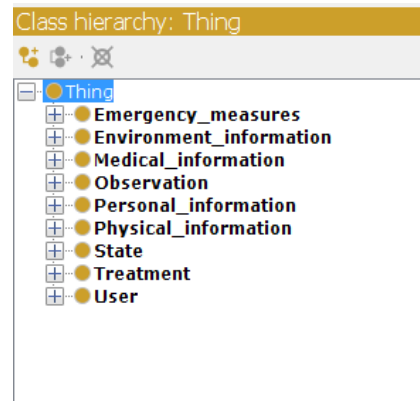 Class hierarchy: Thing
Thing
Emergency_measures
Environment_information
Medical_information
Observation
Personal_information
Physical_information
State
Treatment
User